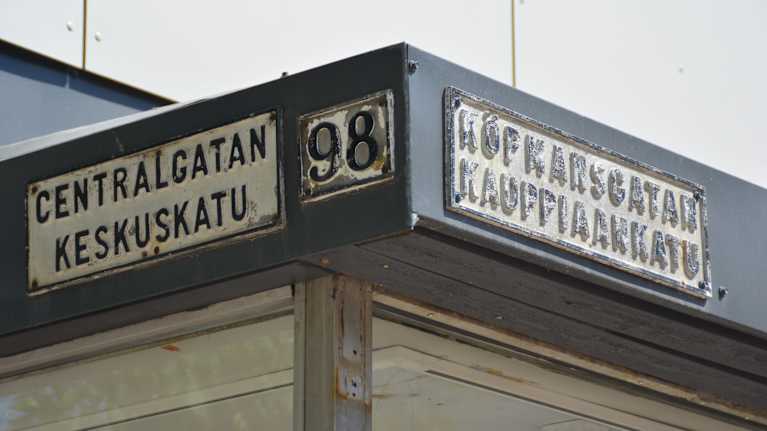 CENTRALGATAN
KESKUSKATU
98
KÖPMANSGATAN
KAUPPIAANKATU